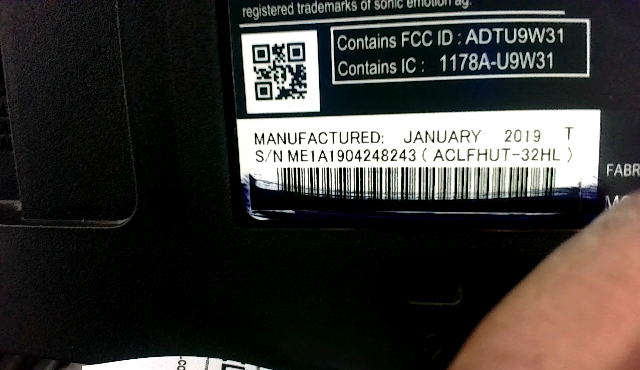 registered trademarks of sonic emotion ag.
Contains FCC ID : ADTU9W31
Contains IC : 1178A-U9W31
MANUFACTURED: JANUARY 2019 T
S/N ME1A1904248243 ( ACLFHUT-32HL )
FABR